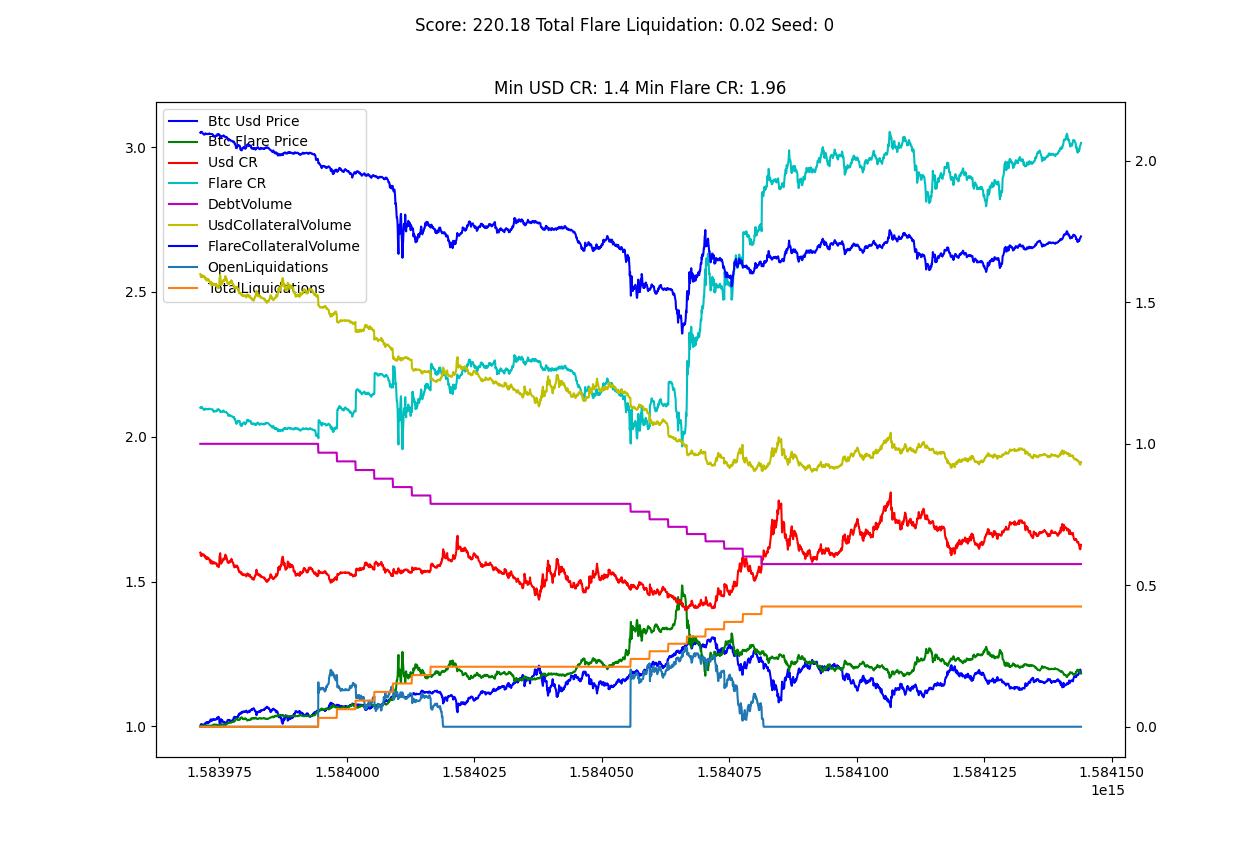 Score: 220.18 Total Flare Liquidation: 0.02 Seed: 0
Min USD CR: 1.4 Min Flare CR: 1.96
Btc Usd Price
Btc Flare Price
Usd CR
Flare CR
DebtVolume
UsdCollateralVolume
FlareCollateralVolume
OpenLiquidations
TotalLiquidations
3.0
2.5
2.0
1.5
1.0
2.0
1.5
1.0
0.5
0.0
1.583975 1.584000 1.584025 1.584050 1.584075 1.584100 1.584125 1.584150
1e15